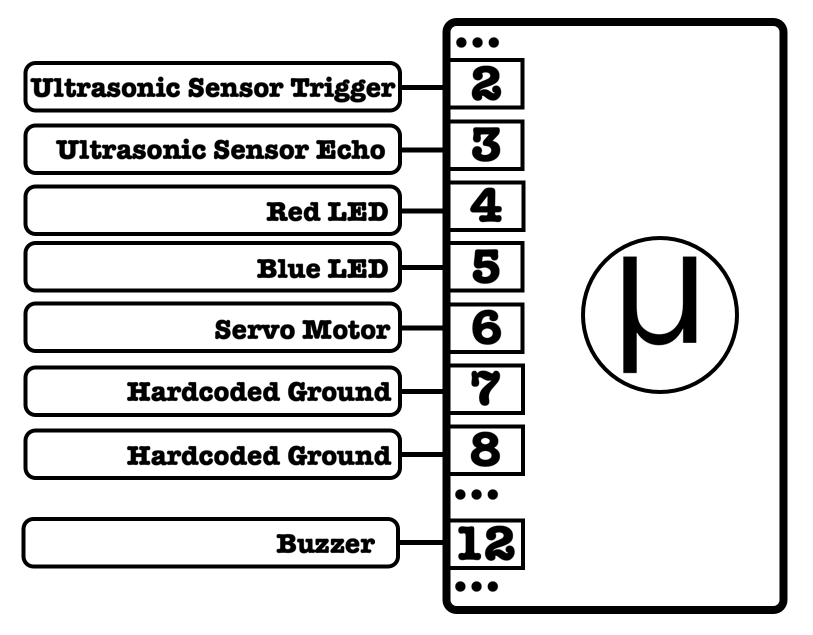 •••
Ultrasonic Sensor Trigger 2
Ultrasonic Sensor Echo 3
Red LED 4
Blue LED 5
Servo Motor 6
μ
Hardcoded Ground 7
Hardcoded Ground 8
•••
Buzzer 12
•••